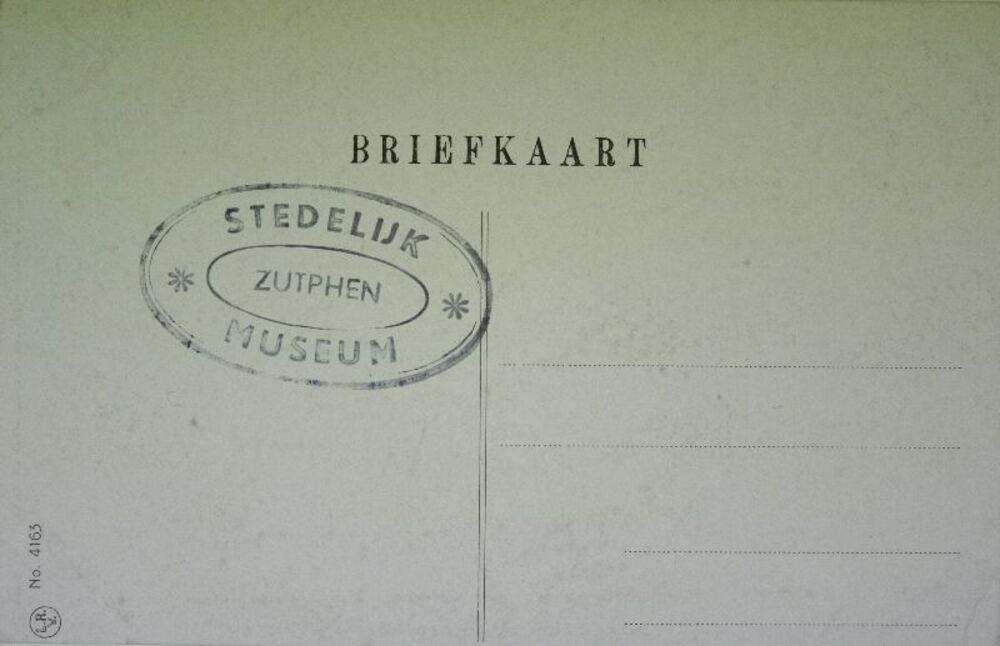 BRIEFKAART
STEDELIJK
ZUTPHEN
MUSEUM
No. 4163
L.R.
W.